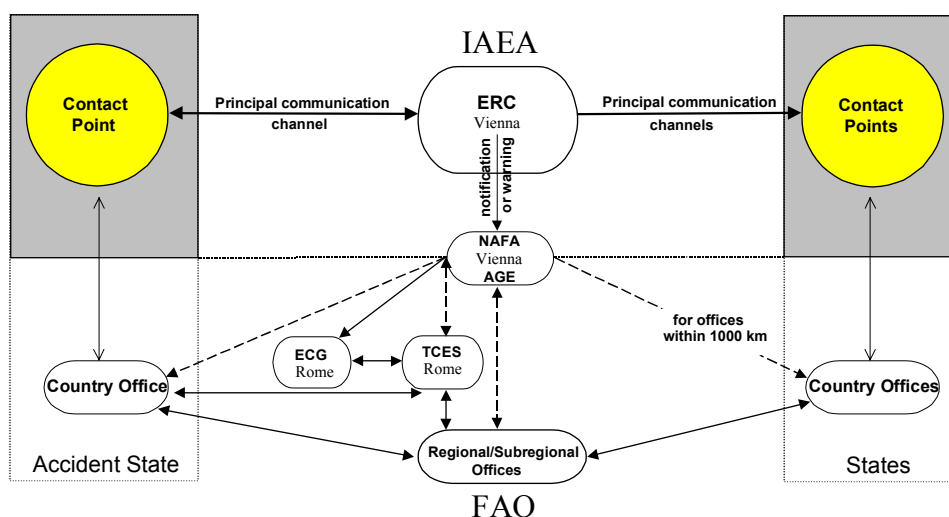 IAEA
Contact
Point
Principal communication
channel
ERC
Vienna
Principal communication
channels
Contact
Points
notification
or warning
NAFA
Vienna
AGE
for offices
within 1000 km
ECG
Rome
TCES
Rome
Country Office
Country Offices
Regional/Subregional
Offices
Accident State
States
FAO